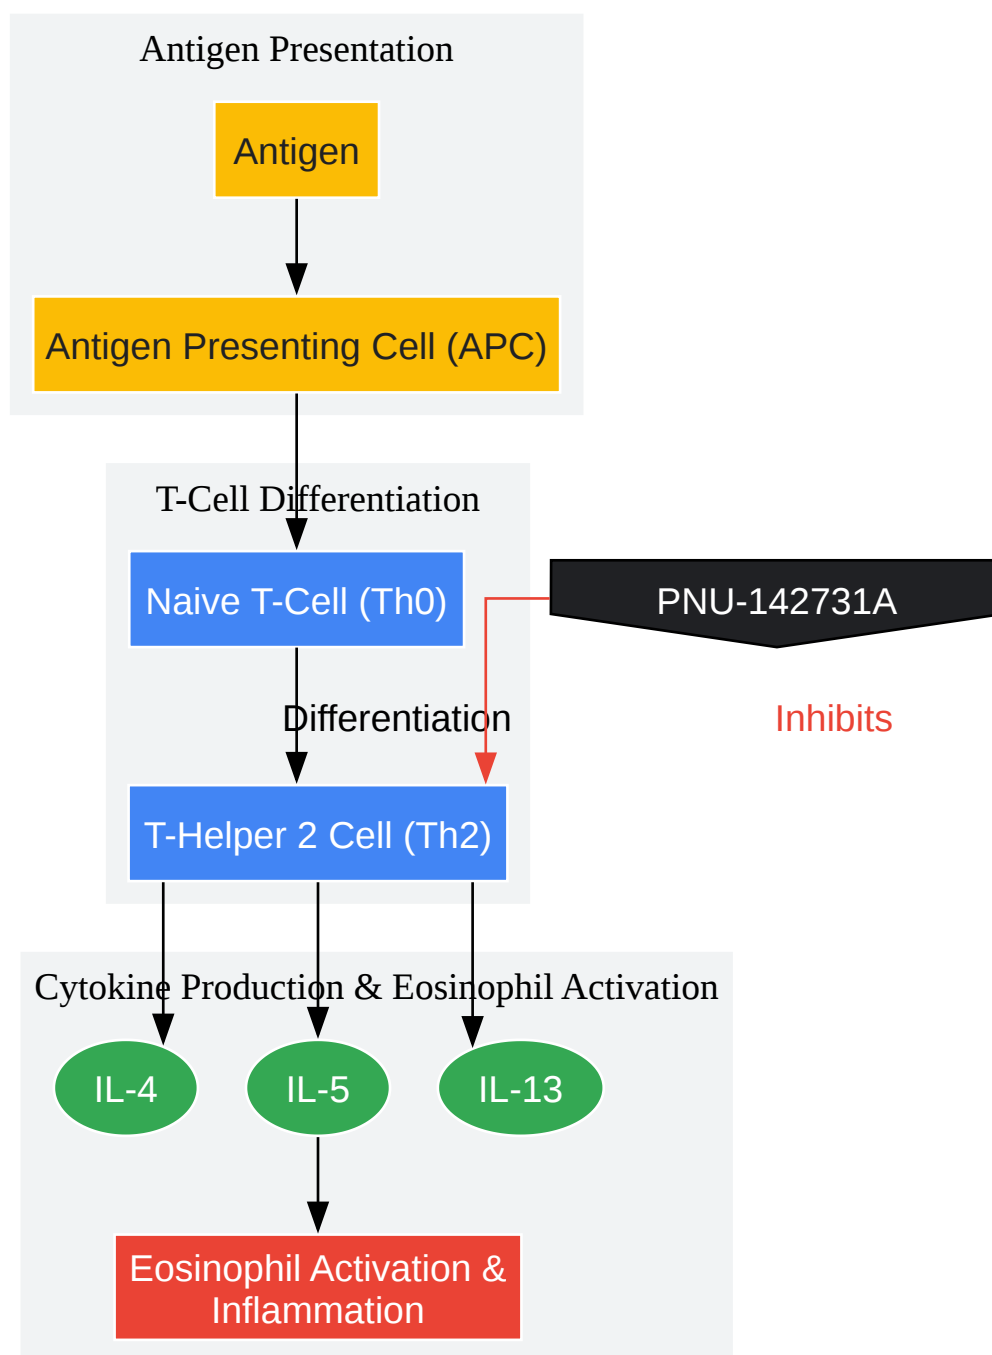 Antigen Presentation
Antigen
Antigen Presenting Cell (APC)
T-Cell Differentiation
Naive T-Cell (Th0)
PNU-142731A
Differentiation
Inhibits
T-Helper 2 Cell (Th2)
Cytokine Production & Eosinophil Activation
IL-4
IL-5
IL-13
Eosinophil Activation &
Inflammation